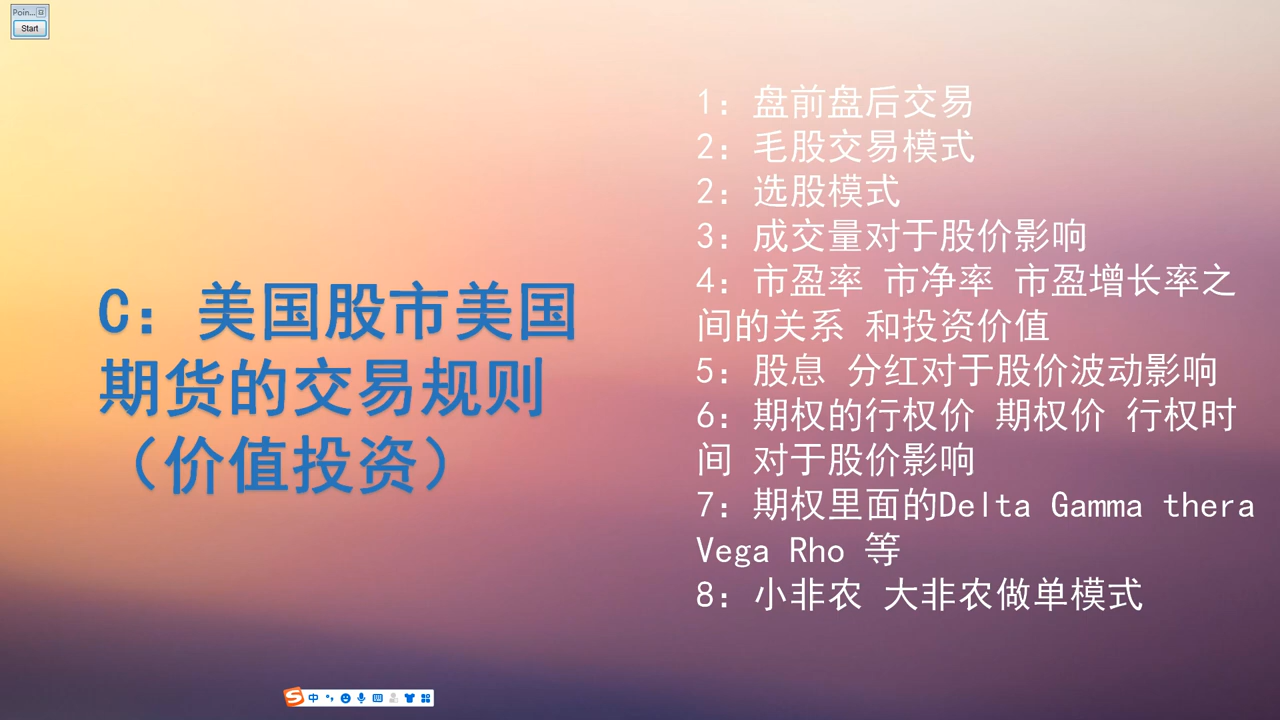 Poin...
Start
C：美国股市美国
期货的交易规则
（价值投资）
1：盘前盘后交易
2：毛股交易模式
2：选股模式
3：成交量对于股价影响
4：市盈率 市净率 市盈增长率之
间的关系 和投资价值
5：股息 分红对于股价波动影响
6：期权的行权价 期权价 行权时
间 对于股价影响
7：期权里面的Delta Gamma thera
Vega Rho 等
8：小非农 大非农做单模式
S 中